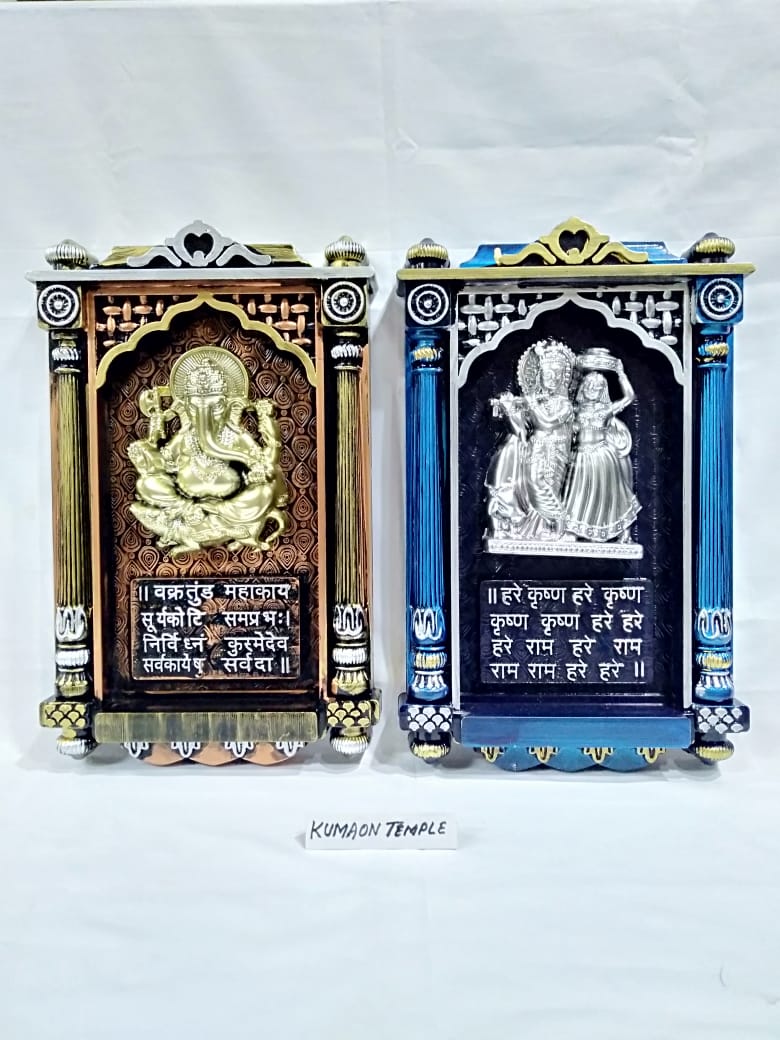 ॥ वक्रतुंड महाकाय
सूर्यकोटि समप्रभः।
निर्विध्नं कुरुमेदेव
सर्वकार्येषु सर्वदा ॥
॥ हरे कृष्ण हरे कृष्ण
कृष्ण कृष्ण हरे हरे
हरे राम हरे राम
राम राम हरे हरे ॥
KUMAON TEMPLE